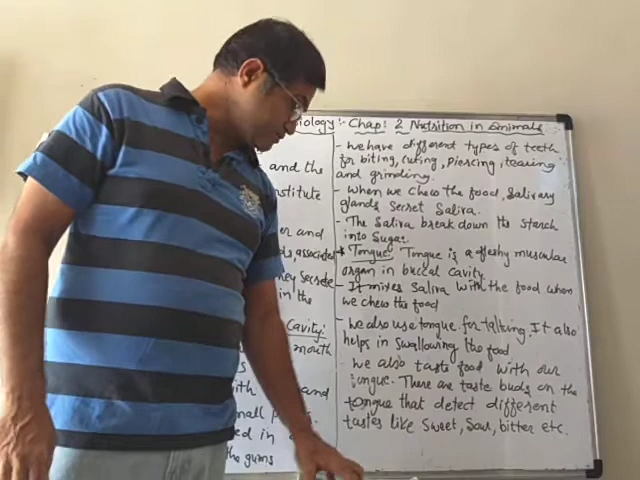 Biology :- Chap: 2 Nutrition in Animals
and the
nstitute
er and
ds, associated
hey secrete
in the
Cavity:
mouth
with and
small
ed in
the gums
- we have different types of teeth
for biting, cuting, piercing, tearing
and grinding.
- when we chew the food, salivary
glands secret saliva.
- The Saliva break down the starch
into Sugar.
* Tongue: Tongue is a fleshy muscular
organ in buccal cavity.
- It mixes saliva with the food when
we chew the food
- we also use tongue for talking It also
helps in swallowing the food
we also taste food with our
tongue. There are taste buds on the
tongue that detect different
tastes like Sweet, Sour, bitter etc.